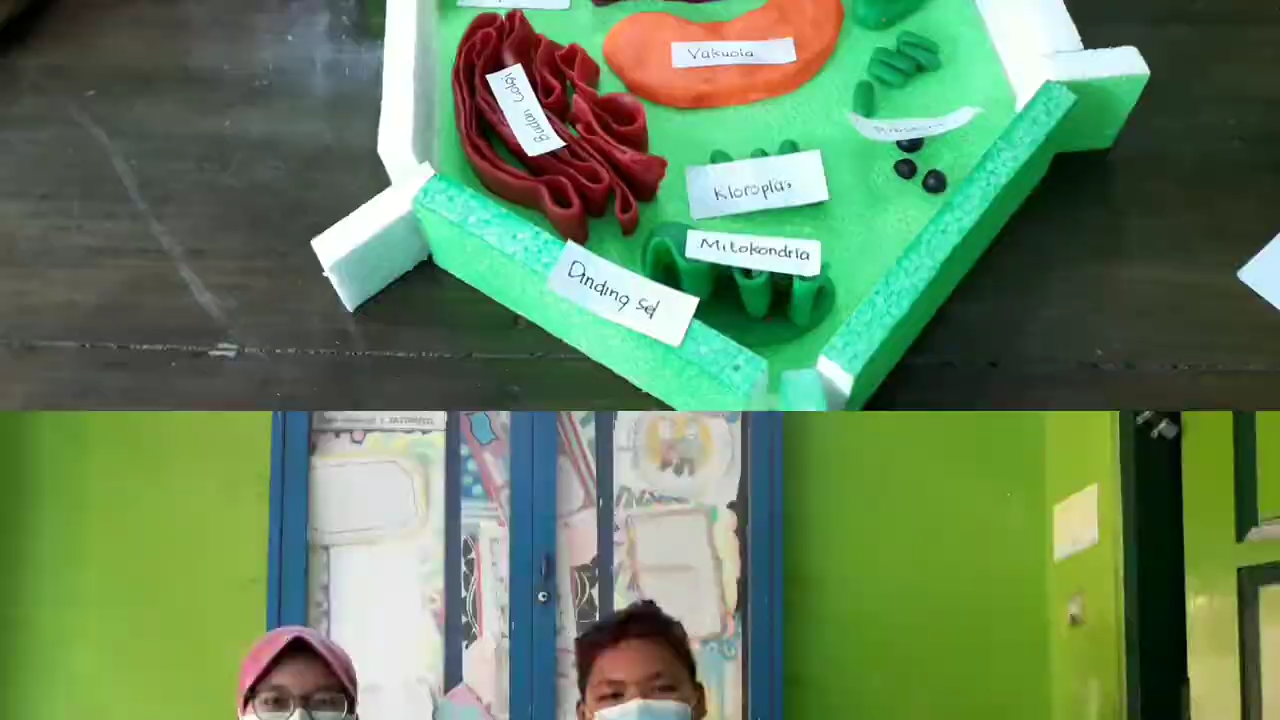 Vakuola
Badan Golgi
Kloroplas
Mitokondria
Dinding sel